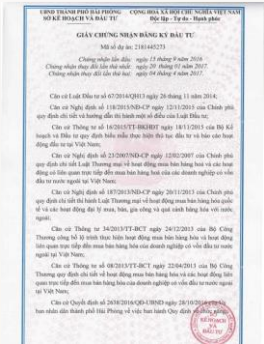 UBND THÀNH PHỐ HẢI PHÒNG
SỞ KẾ HOẠCH VÀ ĐẦU TƯ
CỘNG HOÀ XÃ HỘI CHỦ NGHĨA VIỆT NAM
Độc lập - Tự do - Hạnh phúc
GIẤY CHỨNG NHẬN ĐĂNG KÝ ĐẦU TƯ
Mã số dự án: 2181445273
Chứng nhận lần đầu: ngày 15 tháng 9
Chứng nhận thay đổi lần thứ nhất: ngày 20 tháng 01 năm 2017.
Chứng nhận thay đổi lần thứ hai: ngày 04 tháng năm 2017.
Căn cứ Luật Đầu tư số 67/2014/QH13 ngày 26 tháng 11 năm 2014;
Căn cứ Nghị định số 118/2015/NĐ-CP ngày 12/11/2015 của Chính phủ
quy định chi tiết và hướng dẫn thi hành một số điều của Luật Đầu tư;
Căn cứ Thông tư số 16/2015/TT-BKHĐT ngày 18/11/2015 của Bộ Kế
hoạch và Đầu tư quy định biểu mẫu thực hiện thủ tục đầu tư và báo cáo hoạt
động đầu tư tại Việt Nam;
Căn cứ Nghị định số 23/2007/NĐ-CP ngày 12/02/2007 của Chính phủ
quy định chi tiết Luật Thương mại về hoạt động mua bán hàng hoá và các hoạt động
có liên quan trực tiếp đến mua bán hàng hoá của các doanh nghiệp có vốn đầu
tư nước ngoài tại Việt Nam;
Căn cứ Nghị định số 187/2013/NĐ-CP ngày 20/11/2013 của Chính phủ
quy định chi tiết thi hành Luật Thương mại về hoạt động mua bán hàng hóa quốc
tế và các hoạt động đại lý mua, bán, gia công và quá cảnh hàng hóa với nước
ngoài;
Căn cứ Thông tư số 34/2013/TT-BCT ngày 24/12/2013 của Bộ Công
Thương công bố lộ trình thực hiện hoạt động mua bán hàng hóa và hoạt động
liên quan trực tiếp đến mua bán hàng hóa của doanh nghiệp có vốn đầu tư nước
ngoài tại Việt Nam;
Căn cứ Thông tư số 08/2013/TT-BCT ngày 22/04/2013 của Bộ Công
Thương quy định chi tiết về hoạt động mua bán hàng hóa và các hoạt động liên
quan trực tiếp đến mua bán hàng hóa của doanh nghiệp có vốn đầu tư nước ngoài
tại Việt Nam;
Căn cứ Quyết định số 2638/2016/QĐ-UBND ngày 28/10/2016
ban nhân dân thành phố Hải Phòng về việc ban hành Quy định
SỞ
KẾ HOẠCH
VÀ
ĐẦU TƯ